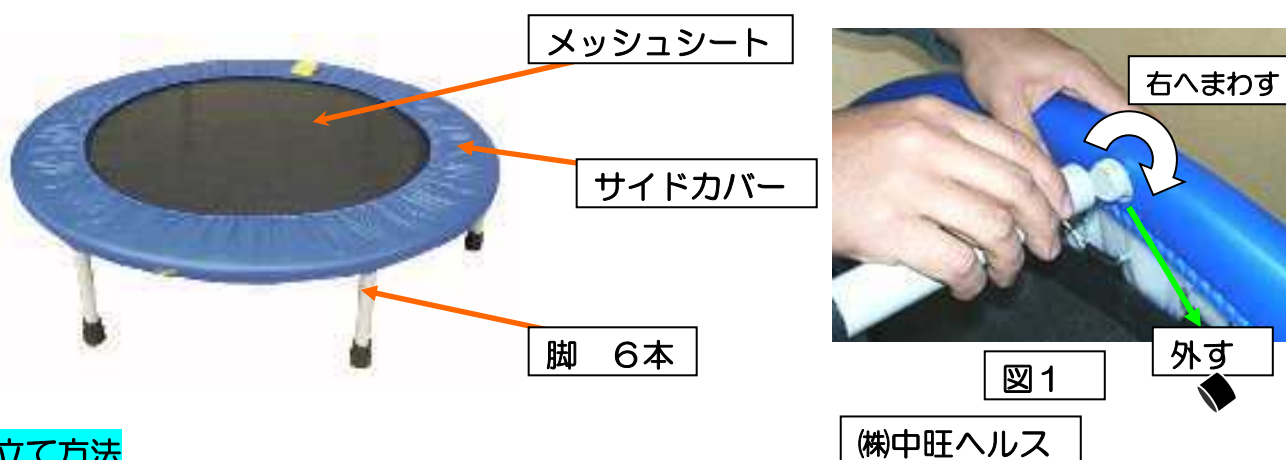 メッシュシート
右へまわす
サイドカバー
脚　6本
外す
図1
㈱中旺ヘルス
立て方法